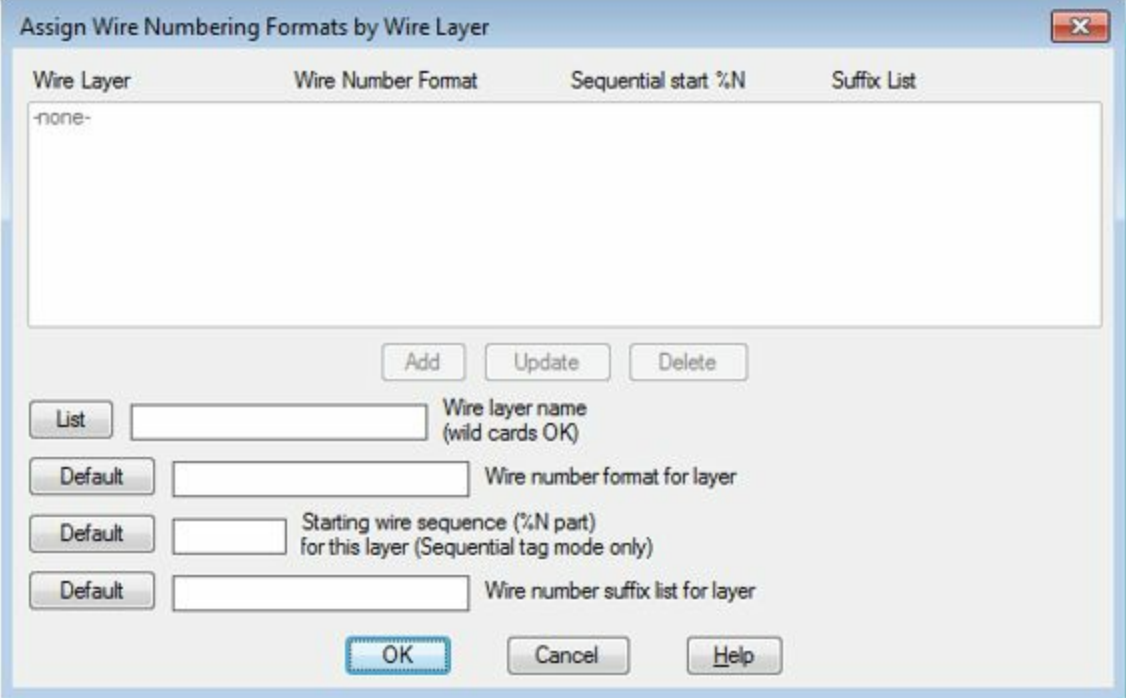 Assign Wire Numbering Formats by Wire Layer
Wire Layer Wire Number Format Sequential start %N Suffix List
-none-
Add Update Delete
List Wire layer name
(wild cards OK)
Default Wire number format for layer
Default Starting wire sequence (%N part)
for this layer (Sequential tag mode only)
Default Wire number suffix list for layer
OK Cancel Help